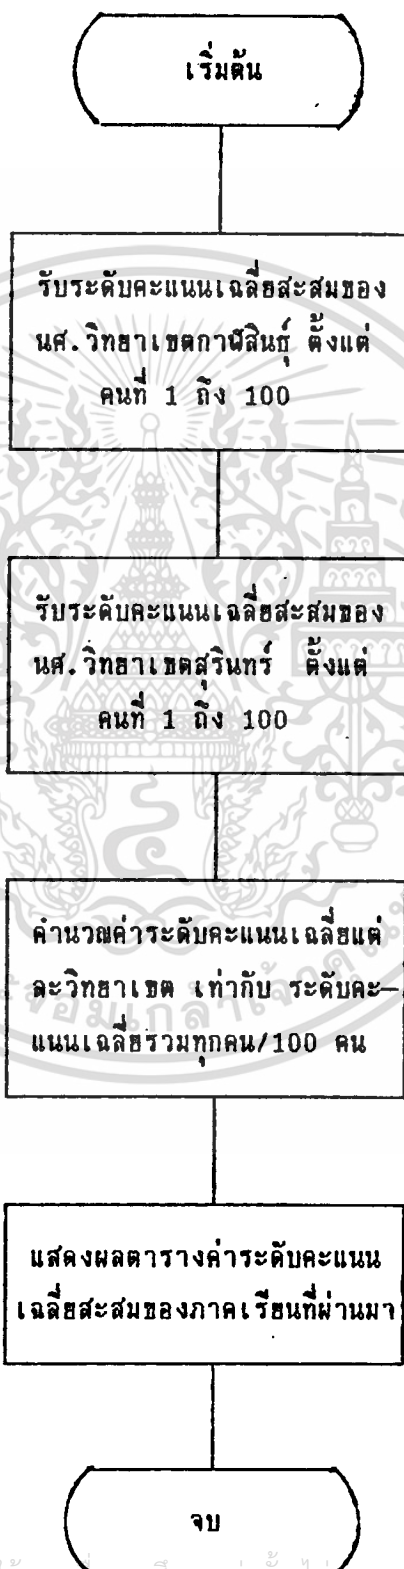 เริ่มต้น
รับระดับคะแนนเฉลี่ยสะสมของ
นศ.วิทยาเขตกาฬสินธุ์ ตั้งแต่
คนที่ 1 ถึง 100
รับระดับคะแนนเฉลี่ยสะสมของ
นศ.วิทยาเขตสุรินทร์ ตั้งแต่
คนที่ 1 ถึง 100
คำนวณค่าระดับคะแนนเฉลี่ยแต่
ละวิทยาเขต เท่ากับ ระดับคะ-
แนนเฉลี่ยรวมทุกคน/100 คน
แสดงผลตารางค่าระดับคะแนน
เฉลี่ยสะสมของภาคเรียนที่ผ่านมา
จบ